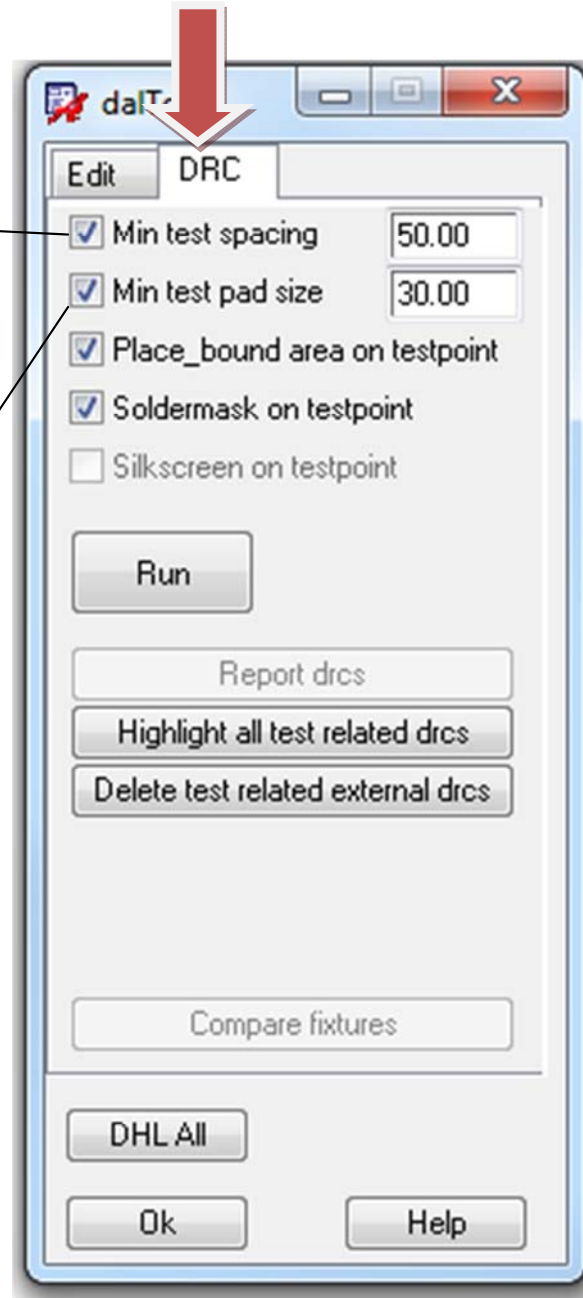 Edit DRC
Min test spacing 50.00
Min test pad size 30.00
Place_bound area on testpoint
Soldermask on testpoint
Silkscreen on testpoint
Run
Report drcs
Highlight all test related drcs
Delete test related external drcs
Compare fixtures
DHL All
Ok Help